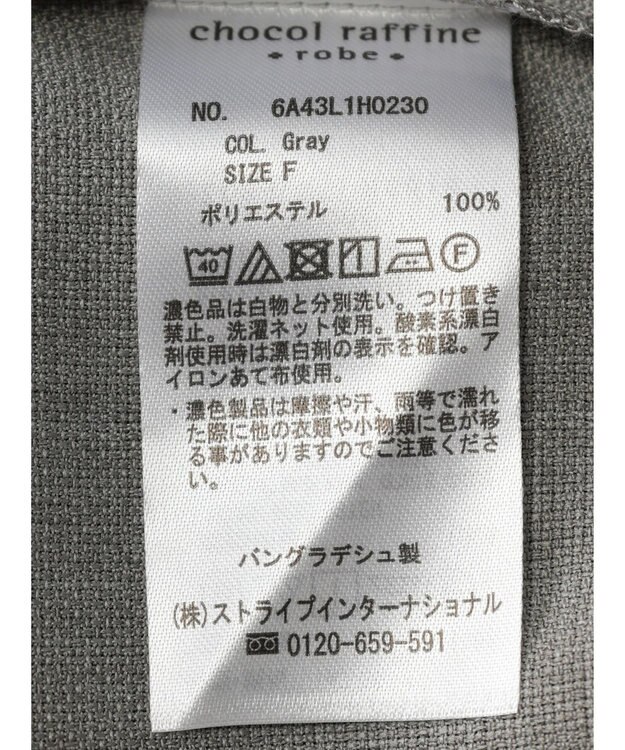 chocol raffine
• robe •
NO. 6A43L1H0230
COL. Gray
SIZE F
ポリエステル 100%
40 F
濃色品は白物と分別洗い。つけ置き
禁止。洗濯ネット使用。酸素系漂白
剤使用時は漂白剤の表示を確認。ア
イロンあて布使用。
・濃色製品は摩擦や汗、雨等で濡れ
た際に他の衣類や小物類に色が移
る事がありますのでご注意くださ
い。
バングラデシュ製
(株)ストライプインターナショナル
0120-659-591